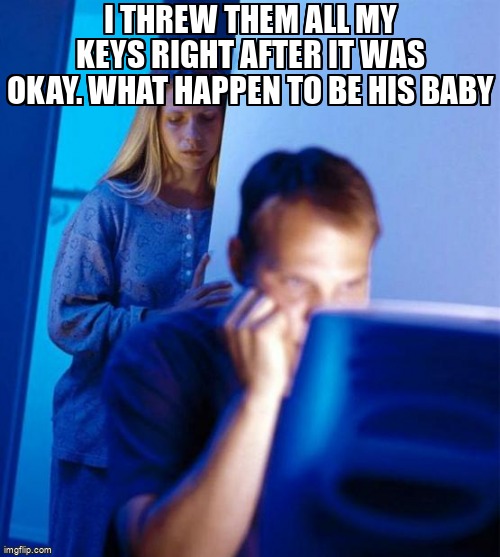 I THREW THEM ALL MY
KEYS RIGHT AFTER IT WAS
OKAY. WHAT HAPPEN TO BE HIS BABY
imgflip.com